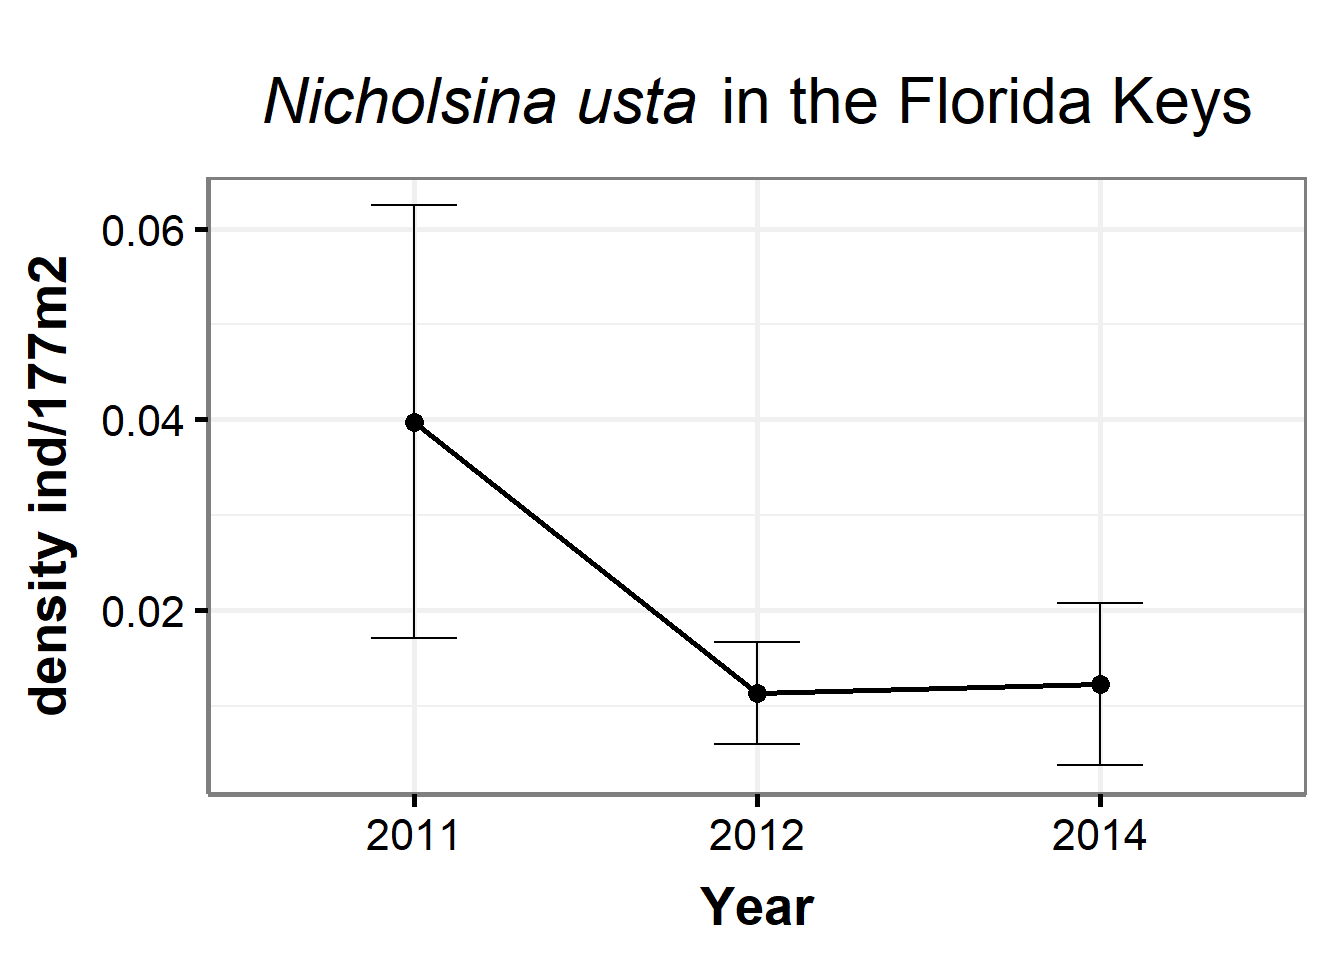 Nicholsina usta in the Florida Keys
0.06
0.04
0.02
density ind/177m2
2011 2012 2014
Year